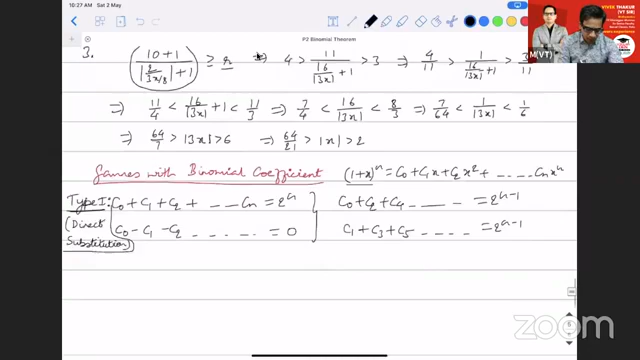 10:27 AM Sat 2 May
P2 Binomial Theorem
VIVEK THAKUR
(VT SIR)
M(VT)
3. (10+1 / |2/(3x/8)|+1) ≥ r ⇒ 4 > 11/(16/|3x| +1) > 3 ⇒ 4/11 > 1/(16/|3x| +1) > 3/11
⇒ 11/4 < 16/|3x| +1 < 11/3 ⇒ 7/4 < 16/|3x| < 8/3 ⇒ 7/64 < 1/|3x| < 1/6
⇒ 64/7 > |3x| > 6 ⇒ 64/21 > |x| > 2
Games with Binomial Coefficient (1+x)^n = C0 + C1x + C2x^2 + ..... Cnx^n
Type I: C0 + C1 + C2 + ..... Cn = 2^n C0 + C2 + C4 ..... = 2^n-1
(Direct Substitution) C0 - C1 - C2 ..... = 0 C1 + C3 + C5 ..... = 2^n-1
6
zoom